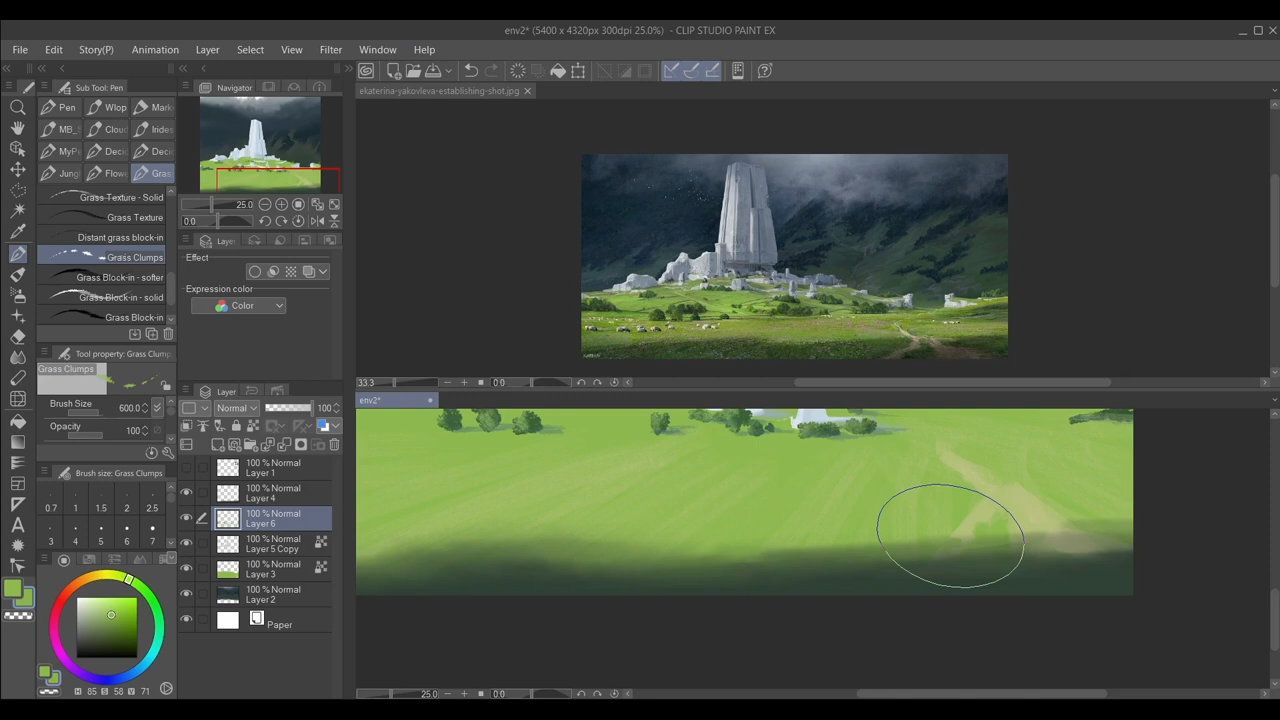 env2* (5400 x 4320px 300dpi 25.0%) - CLIP STUDIO PAINT EX
File Edit Story(P) Animation Layer Select View Filter Window Help
Sub Tool: Pen
Navigator
ekaterina-yakovleva-establishing-shot.jpg
Pen Wlop Mark
MB_ Cloud Irides
MyPe Deco Deco
Jung Flow Gras
Grass Texture - Solid
Grass Texture
Distant grass block-in
Grass Clumps
Grass Block-in - softer
Grass Block-in - solid
Grass Block-in
25.0
0.0
Layer
Effect
Expression color
Color
Tool property: Grass Clumps
Grass Clumps
Brush Size 600.0
Opacity 100
33.3 0.0
Layer
env2*
Normal 100
Brush size: Grass Clumps
0.7 1 1.5 2 2.5
3 4 5 6 7
100 % Normal
Layer 1
100 % Normal
Layer 4
100 % Normal
Layer 6
100 % Normal
Layer 5 Copy
100 % Normal
Layer 3
100 % Normal
Layer 2
Paper
H 85 S 58 V 71
25.0 0.0